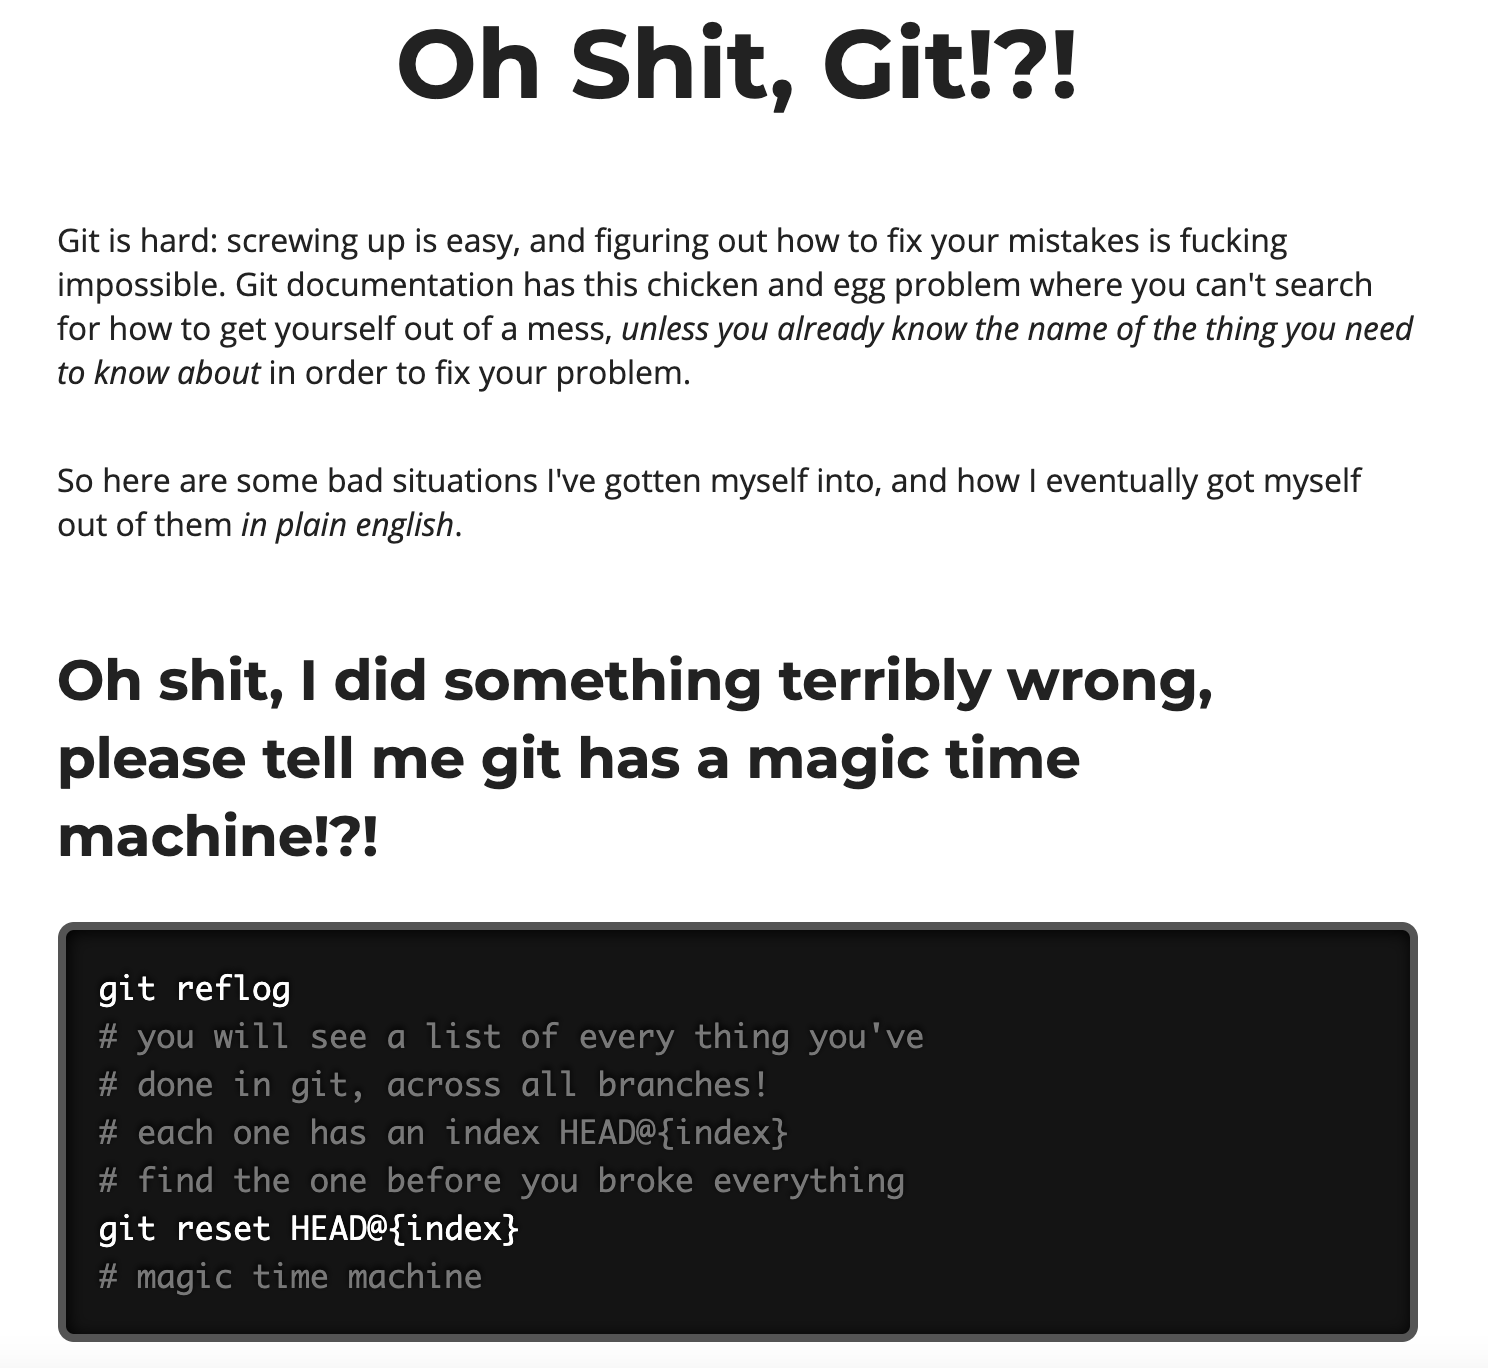 Oh Shit, Git!?!
Git is hard: screwing up is easy, and figuring out how to fix your mistakes is fucking
impossible. Git documentation has this chicken and egg problem where you can't search
for how to get yourself out of a mess, unless you already know the name of the thing you need
to know about in order to fix your problem.
So here are some bad situations I've gotten myself into, and how I eventually got myself
out of them in plain english.
Oh shit, I did something terribly wrong,
please tell me git has a magic time
machine!?!
git reflog
# you will see a list of every thing you've
# done in git, across all branches!
# each one has an index HEAD@{index}
# find the one before you broke everything
git reset HEAD@{index}
# magic time machine